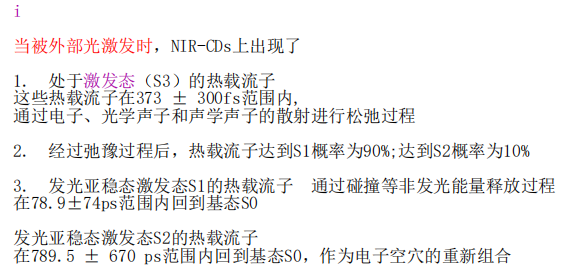 i
当被外部光激发时，NIR-CDs上出现了
1. 处于激发态（S3）的热载流子
这些热载流子在373 ± 300fs范围内,
通过电子、光学声子和声学声子的散射进行松弛过程
2. 经过弛豫过程后，热载流子达到S1概率为90%;达到S2概率为10%
3. 发光亚稳态激发态S1的热载流子 通过碰撞等非发光能量释放过程
在78.9±74ps范围内回到基态S0
发光亚稳态激发态S2的热载流子
在789.5 ± 670 ps范围内回到基态S0，作为电子空穴的重新组合